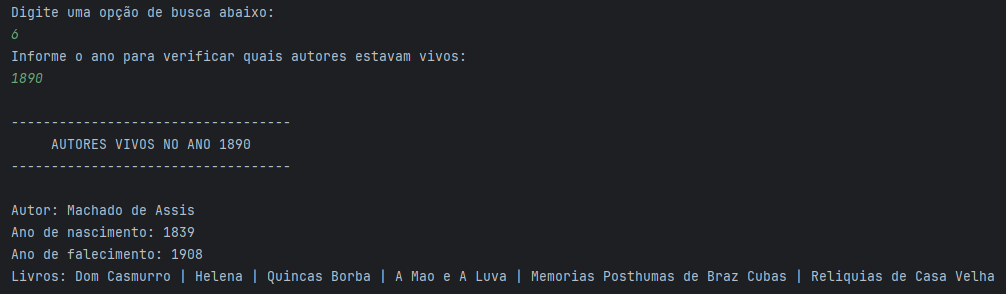 Digite uma opção de busca abaixo:
6
Informe o ano para verificar quais autores estavam vivos:
1890
-----------------------------------
AUTORES VIVOS NO ANO 1890
-----------------------------------
Autor: Machado de Assis
Ano de nascimento: 1839
Ano de falecimento: 1908
Livros: Dom Casmurro | Helena | Quincas Borba | A Mao e A Luva | Memorias Posthumas de Braz Cubas | Reliquias de Casa Velha